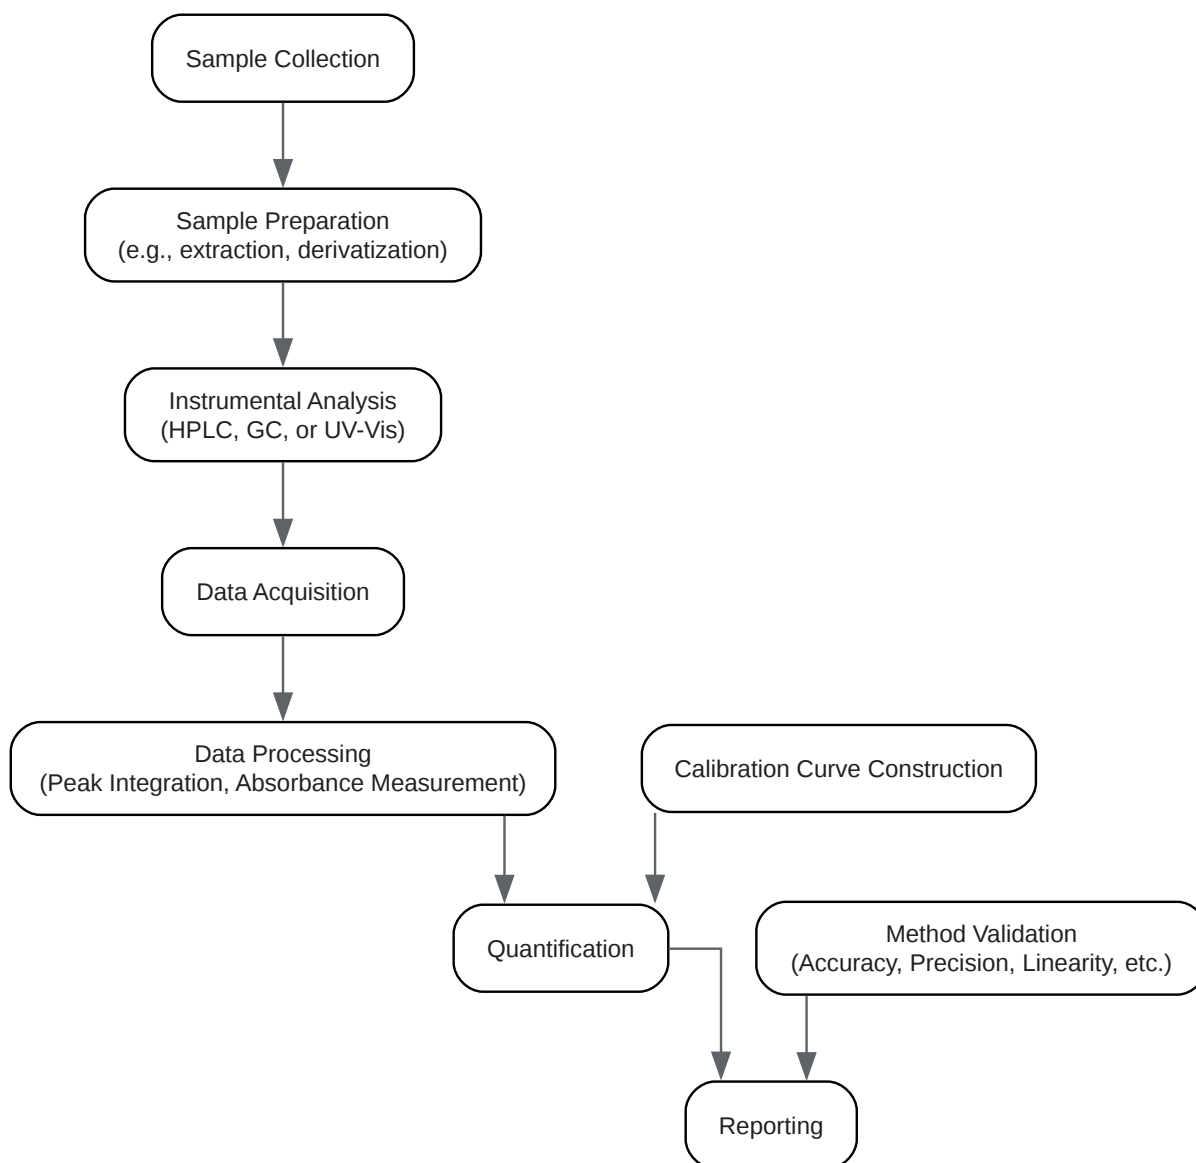 Sample Collection
Sample Preparation
(e.g., extraction, derivatization)
Instrumental Analysis
(HPLC, GC, or UV-Vis)
Data Acquisition
Data Processing
(Peak Integration, Absorbance Measurement)
Calibration Curve Construction
Quantification
Method Validation
(Accuracy, Precision, Linearity, etc.)
Reporting